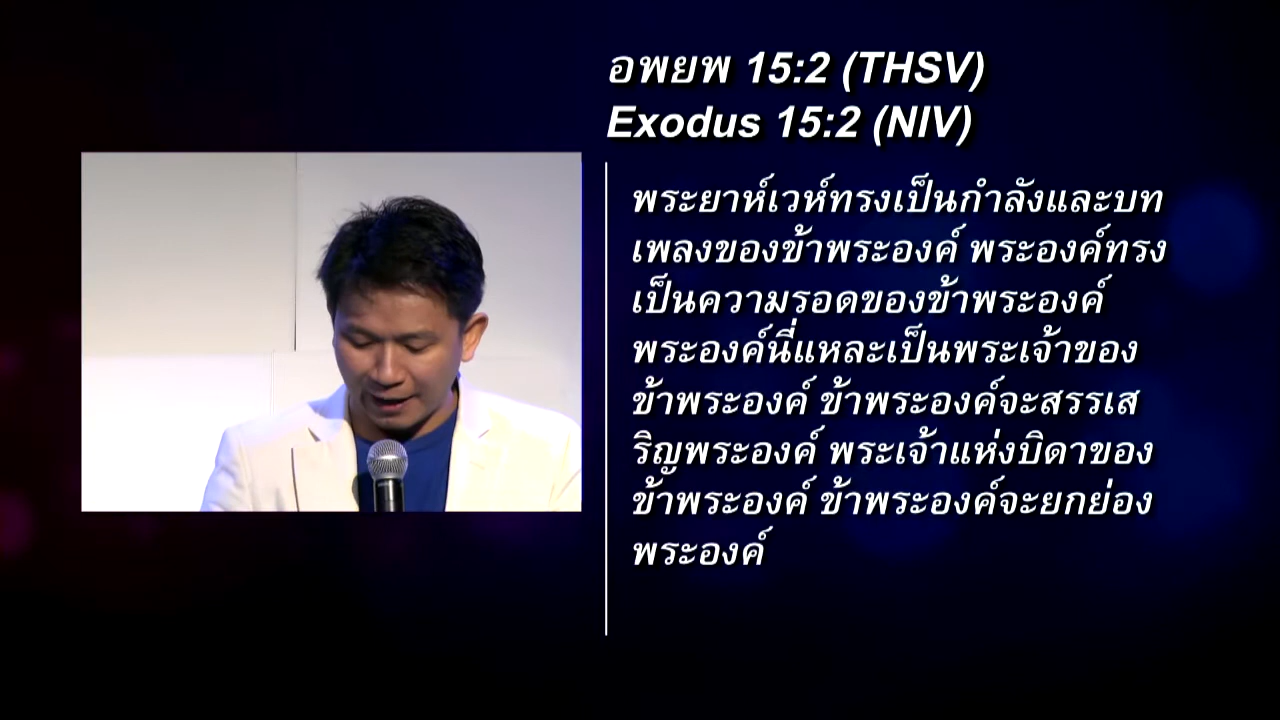 อพยพ 15:2 (THSV)
Exodus 15:2 (NIV)
พระยาห์เวห์ทรงเป็นกำลังและบท
เพลงของข้าพระองค์ พระองค์ทรง
เป็นความรอดของข้าพระองค์
พระองค์นี่แหละเป็นพระเจ้าของ
ข้าพระองค์ ข้าพระองค์จะสรรเส
ริญพระองค์ พระเจ้าแห่งบิดาของ
ข้าพระองค์ ข้าพระองค์จะยกย่อง
พระองค์